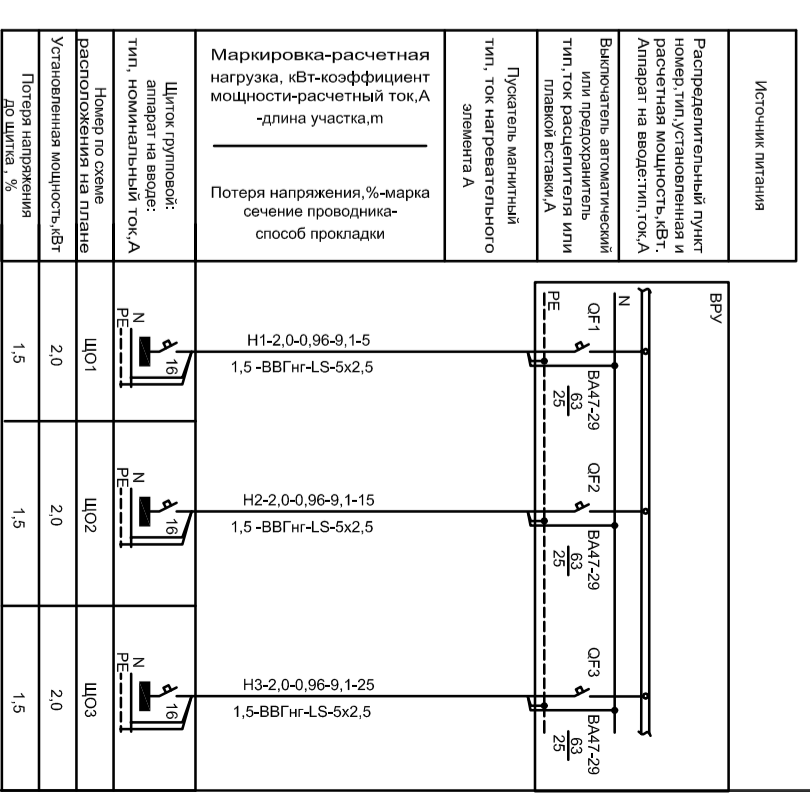 Источник питания
Распределительный пункт
номер,тип,установленная и
расчетная мощность,кВт.
Аппарат на вводе:тип,ток,А
Выключатель автоматический
или предохранитель
тип,ток расцепителя или
плавкой вставки,А
Пускатель магнитный
тип, ток нагревательного
элемента А
Маркировка-расчетная
нагрузка, кВт-коэффициент
мощности-расчетный ток,А
-длина участка,m
Потеря напряжения,%-марка
сечение проводника-
способ прокладки
Щиток групповой:
аппарат на вводе:
тип, номинальный ток,А
Номер по схеме
расположения на плане
Установленная мощность,кВт
Потеря напряжения
до щитка , %
ВРУ
N
PE
QF1
ВА47-29
63
25
QF2
ВА47-29
63
25
QF3
ВА47-29
63
25
Н1-2,0-0,96-9,1-5
1,5 -ВВГнг-LS-5х2,5
Н2-2,0-0,96-9,1-15
1,5 -ВВГнг-LS-5х2,5
Н3-2,0-0,96-9,1-25
1,5-ВВГнг-LS-5х2,5
N
PE
16
N
PE
16
N
PE
16
ЩО1
ЩО2
ЩО3
2,0
2,0
2,0
1,5
1,5
1,5